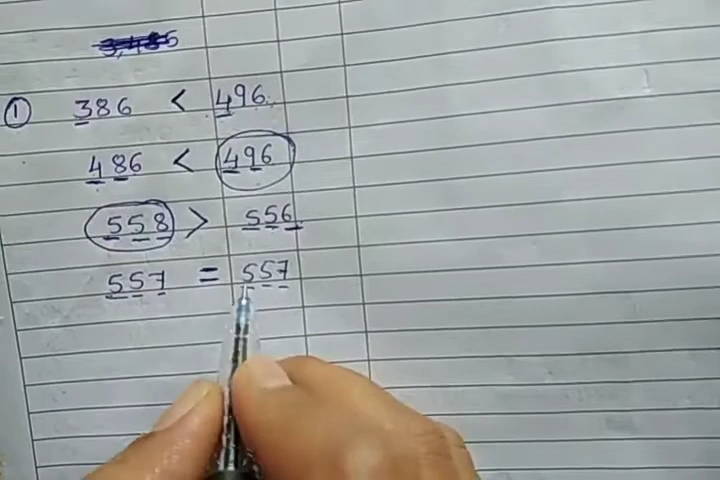 ① 386 < 496
486 < 496
558 > 556
557 = 557